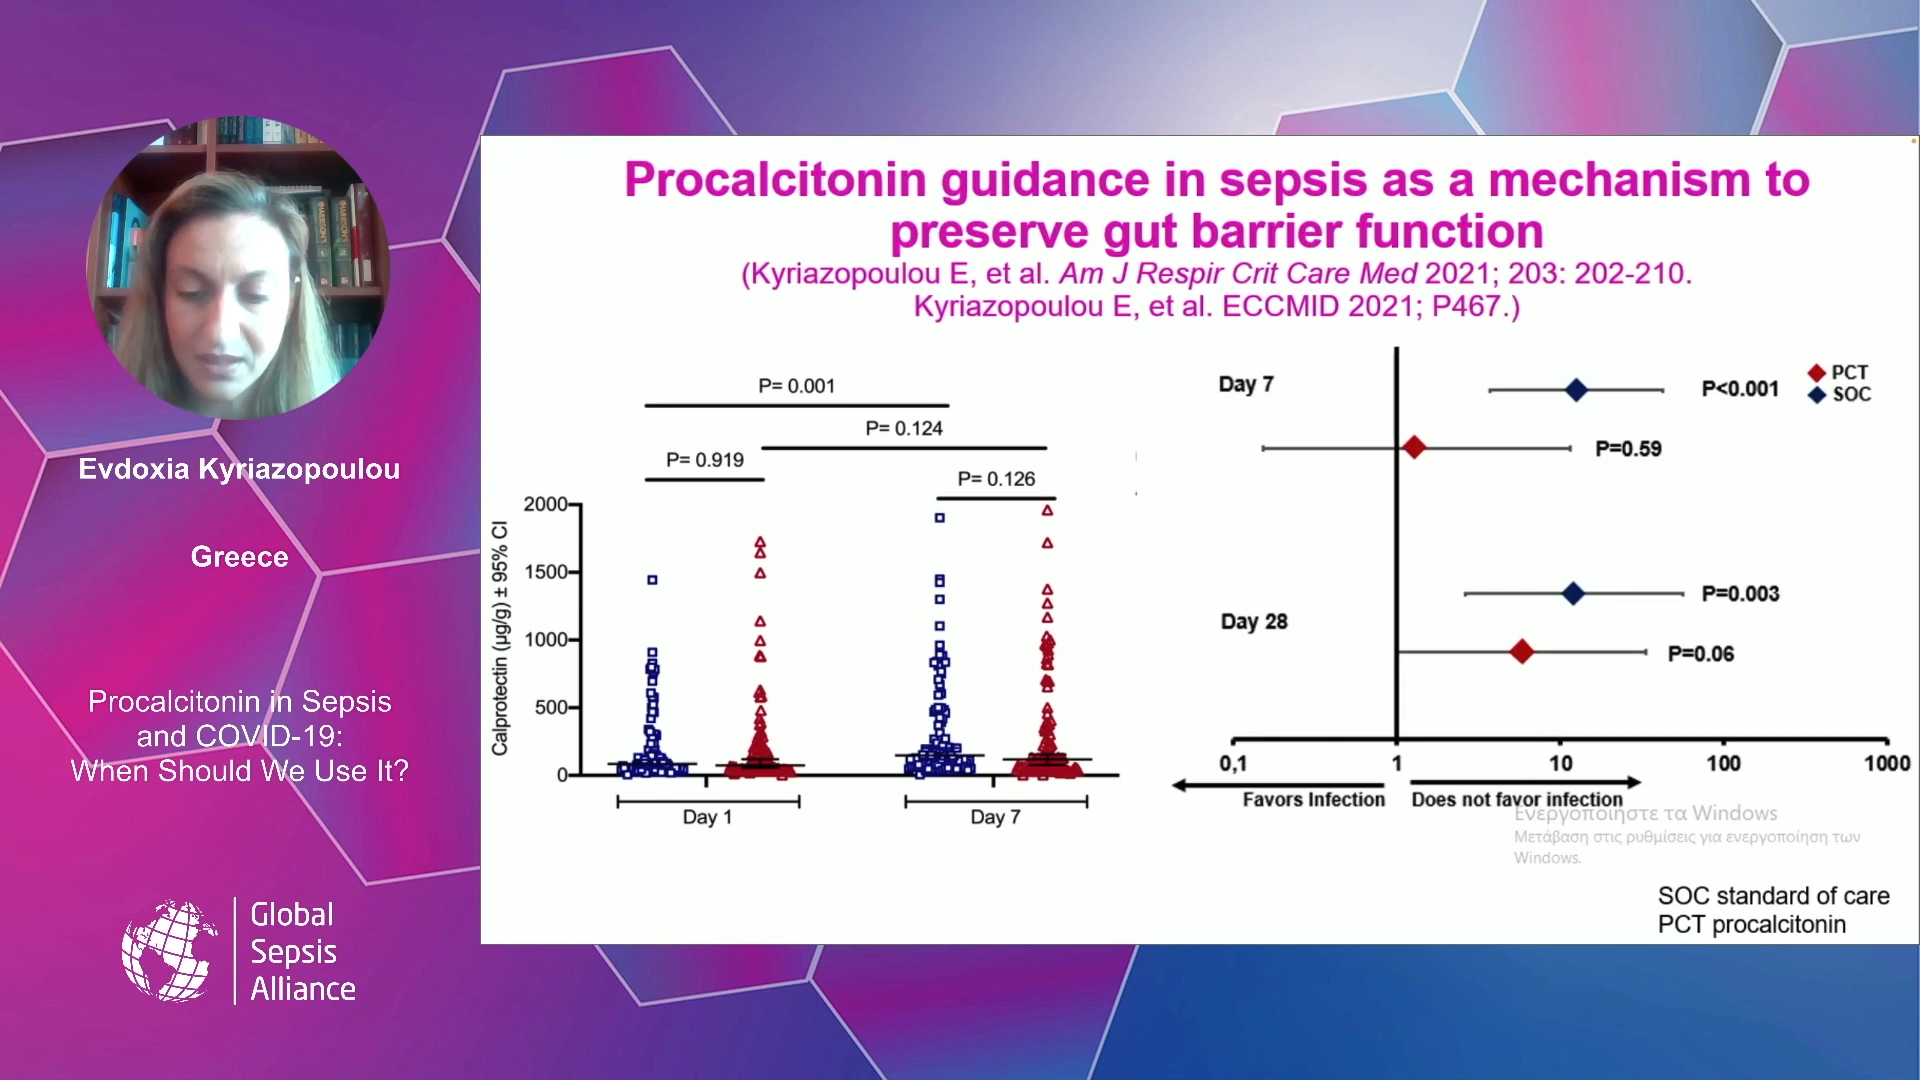 Procalcitonin guidance in sepsis as a mechanism to
preserve gut barrier function
(Kyriazopoulou E, et al. Am J Respir Crit Care Med 2021; 203: 202-210.
Kyriazopoulou E, et al. ECCMID 2021; P467.)
Evdoxia Kyriazopoulou
Greece
Procalcitonin in Sepsis
and COVID-19:
When Should We Use It?
Global
Sepsis
Alliance
P= 0.001
P= 0.124
P= 0.919
P= 0.126
Calprotectin (μg/g) ± 95% CI
2000
1500
1000
500
0
Day 1
Day 7
Day 7
P<0.001
PCT
SOC
P=0.59
Day 28
P=0.003
P=0.06
0,1 1 10 100 1000
Favors Infection
Does not favor infection
Ενεργοποιήστε τα Windows
Μετάβαση στις ρυθμίσεις για ενεργοποίηση των
Windows.
SOC standard of care
PCT procalcitonin